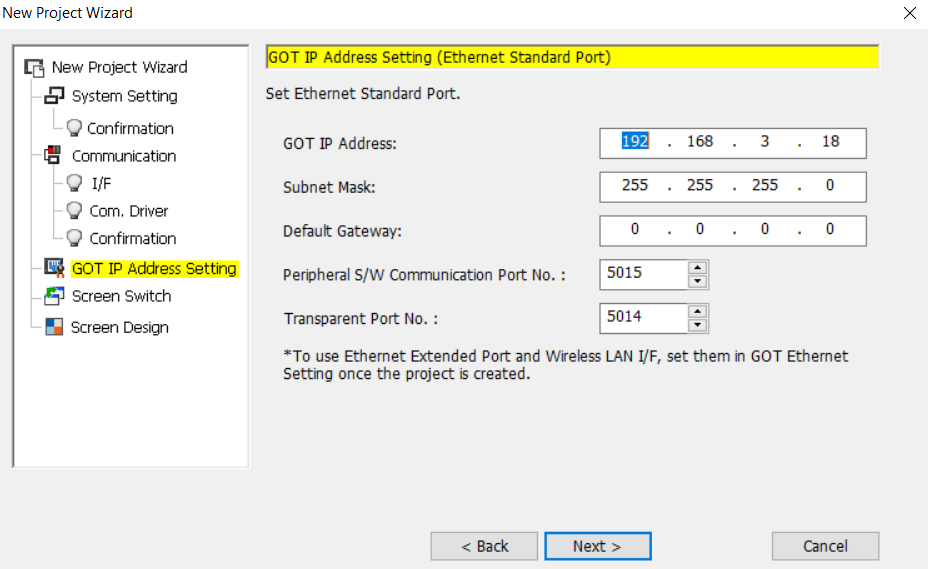 New Project Wizard
New Project Wizard
System Setting
Confirmation
Communication
I/F
Com. Driver
Confirmation
GOT IP Address Setting
Screen Switch
Screen Design
GOT IP Address Setting (Ethernet Standard Port)
Set Ethernet Standard Port.
GOT IP Address: 192 . 168 . 3 . 18
Subnet Mask: 255 . 255 . 255 . 0
Default Gateway: 0 . 0 . 0 . 0
Peripheral S/W Communication Port No. : 5015
Transparent Port No. : 5014
*To use Ethernet Extended Port and Wireless LAN I/F, set them in GOT Ethernet
Setting once the project is created.
< Back Next > Cancel